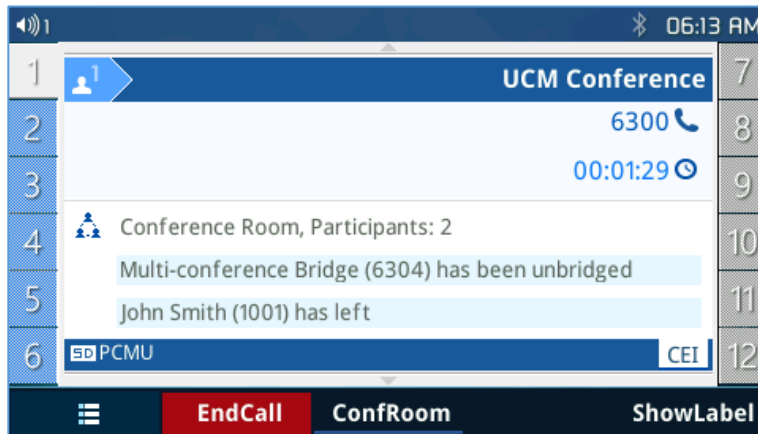 1 06:13 AM
1 1 UCM Conference 7
2 6300 8
3 00:01:29 9
4 Conference Room, Participants: 2 10
Multi-conference Bridge (6304) has been unbridged
5 John Smith (1001) has left 11
6 SD PCMU CEI 12
EndCall ConfRoom ShowLabel